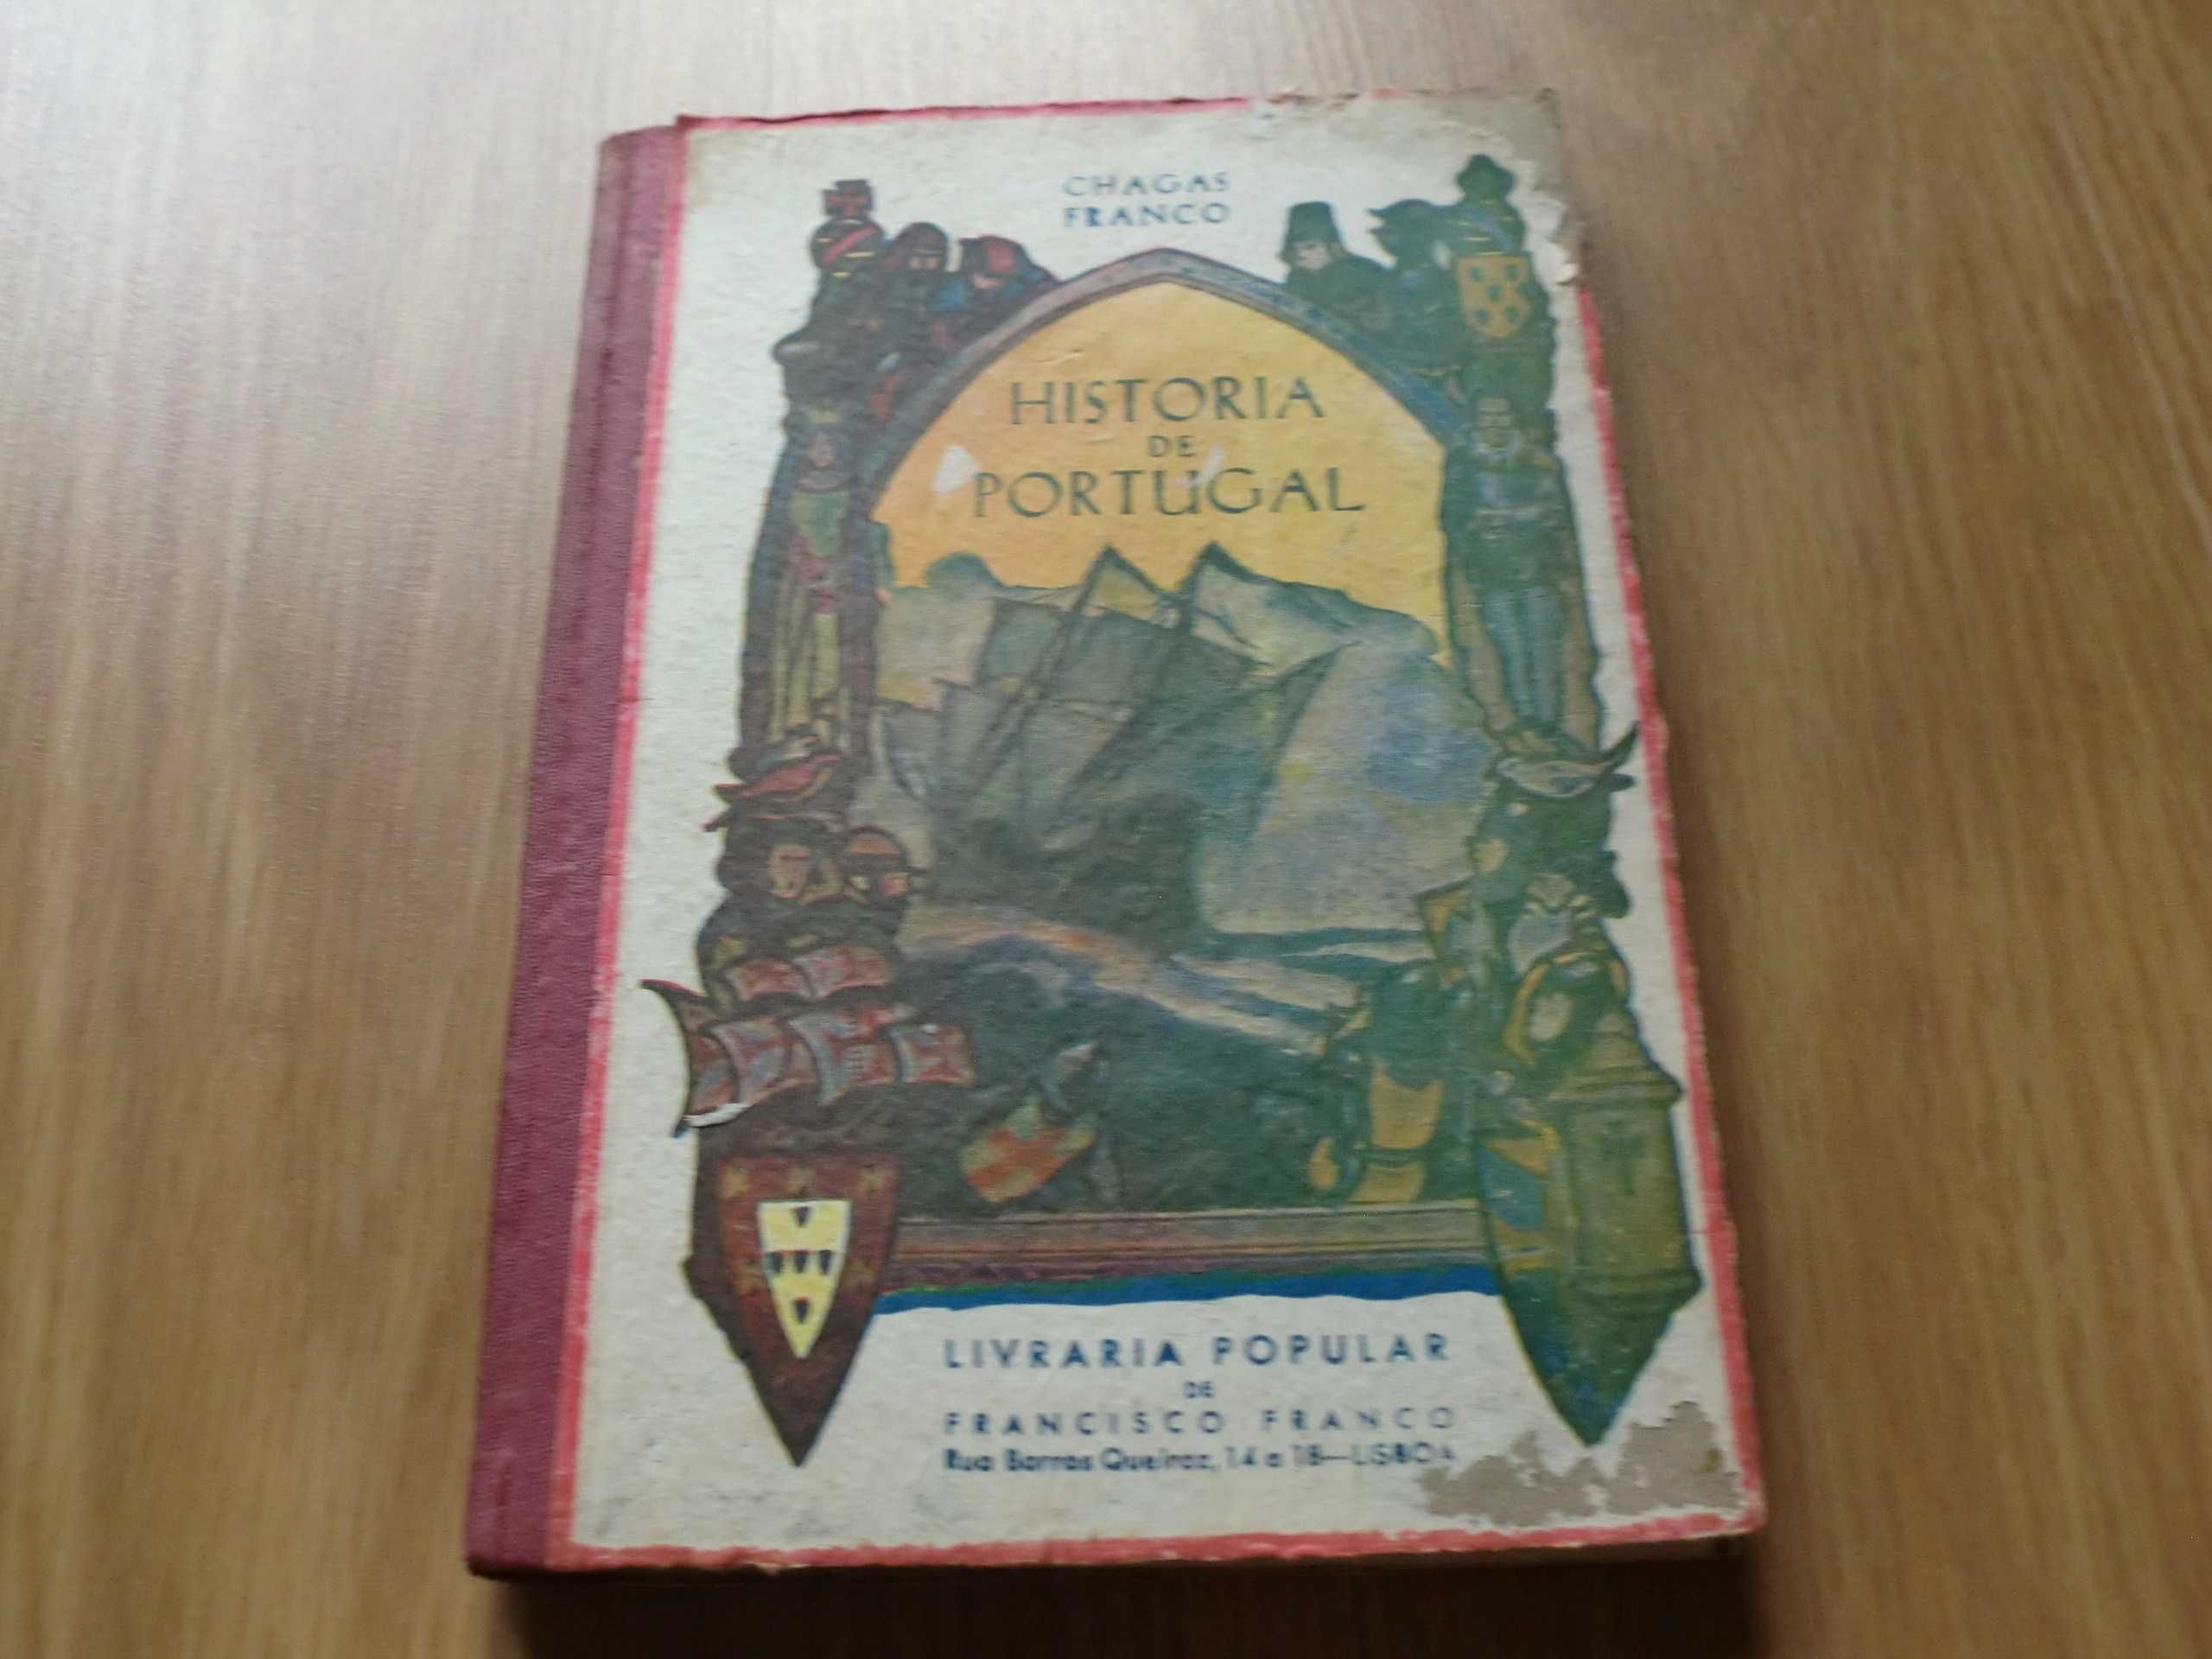 CHAGAS
FRANCO
HISTORIA
DE
PORTUGAL
LIVRARIA POPULAR
DE
FRANCISCO FRANCO
Rua Barros Queiroz, 14 a 18—LISBOA